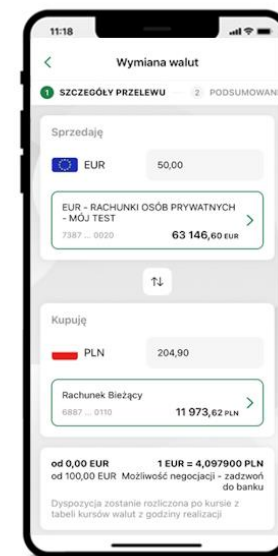 11:18
Wymiana walut
1 SZCZEGÓŁY PRZELEWU 2 PODSUMOWAN
Sprzedaję
EUR 50,00
EUR - RACHUNKI OSÓB PRYWATNYCH
- MÓJ TEST
7387 ... 0020 63 146,60 EUR
Kupuję
PLN 204,90
Rachunek Bieżący
6887 ... 0110 11 973,62 PLN
od 0,00 EUR 1 EUR = 4,097900 PLN
od 100,00 EUR Możliwość negocjacji - zadzwoń
do banku
Dyspozycja zostanie rozliczona po kursie z
tabeli kursów walut z godziny realizacji